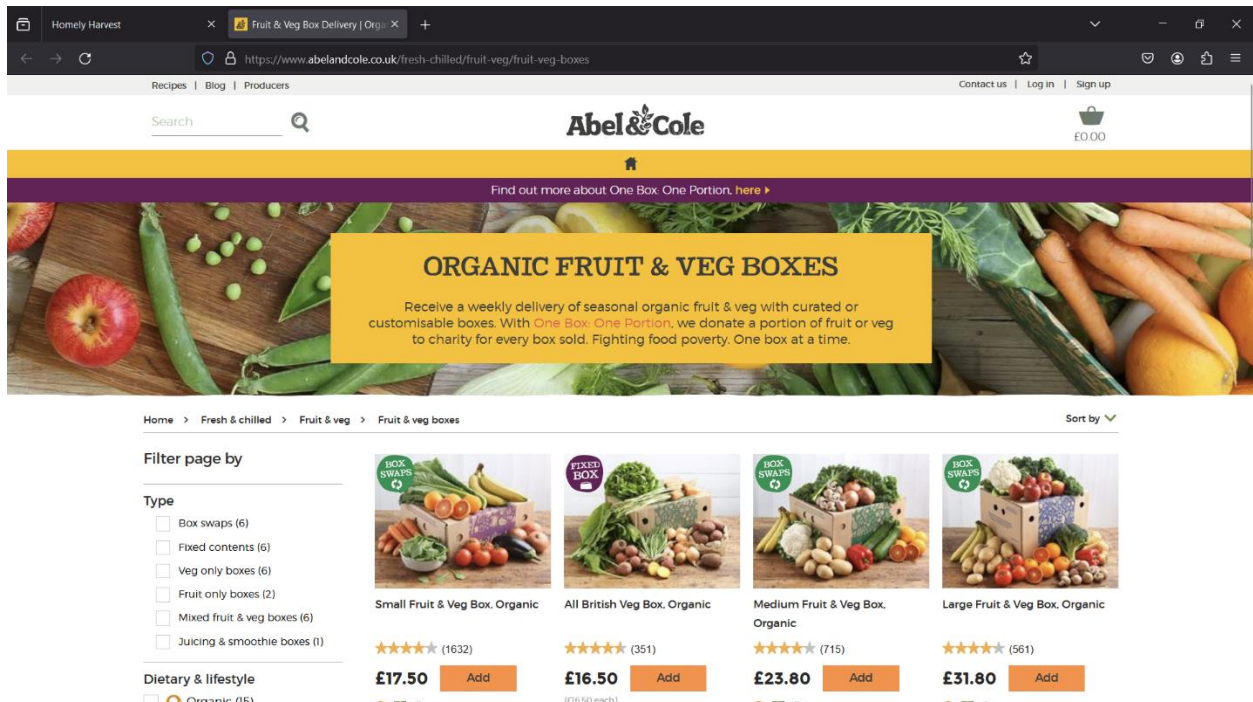 Homely Harvest
Fruit & Veg Box Delivery | Orga
https://www.abelandcole.co.uk/fresh-chilled/fruit-veg/fruit-veg-boxes
Recipes | Blog | Producers
Contact us | Log in | Sign up
Search
Abel & Cole
£0.00
Find out more about One Box: One Portion, here
ORGANIC FRUIT & VEG BOXES
Receive a weekly delivery of seasonal organic fruit & veg with curated or
customisable boxes. With One Box: One Portion, we donate a portion of fruit or veg
to charity for every box sold. Fighting food poverty. One box at a time.
Home > Fresh & chilled > Fruit & veg > Fruit & veg boxes
Sort by
Filter page by
Type
Box swaps (6)
Fixed contents (6)
Veg only boxes (6)
Fruit only boxes (2)
Mixed fruit & veg boxes (6)
Juicing & smoothie boxes (1)
Dietary & lifestyle
Organic (15)
BOX
SWAPS
Small Fruit & Veg Box, Organic
(1632)
£17.50
Add
FIXED
BOX
All British Veg Box, Organic
(351)
£16.50
Add
(£16.50 each)
BOX
SWAPS
Medium Fruit & Veg Box,
Organic
(715)
£23.80
Add
BOX
SWAPS
Large Fruit & Veg Box, Organic
(561)
£31.80
Add